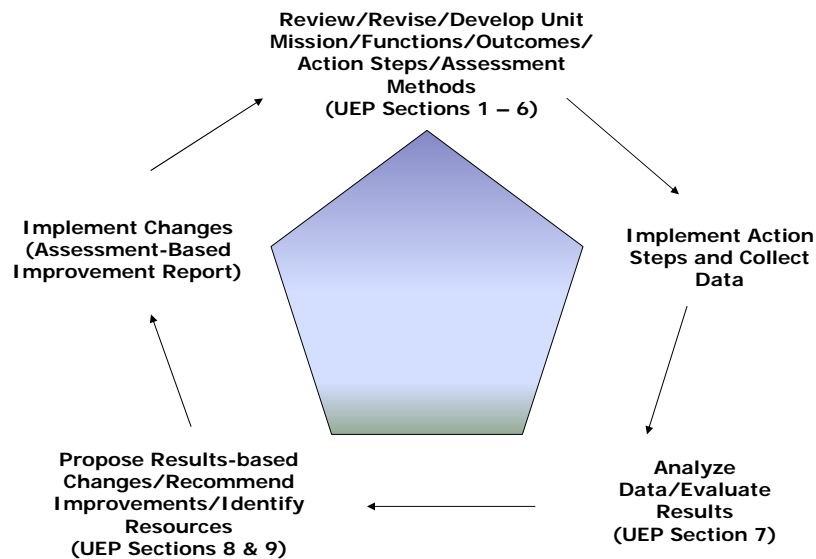 Review/Revise/Develop Unit
Mission/Functions/Outcomes/
Action Steps/Assessment
Methods
(UEP Sections 1 – 6)
Implement Action
Steps and Collect
Data
Analyze
Data/Evaluate
Results
(UEP Section 7)
Propose Results-based
Changes/Recommend
Improvements/Identify
Resources
(UEP Sections 8 & 9)
Implement Changes
(Assessment-Based
Improvement Report)